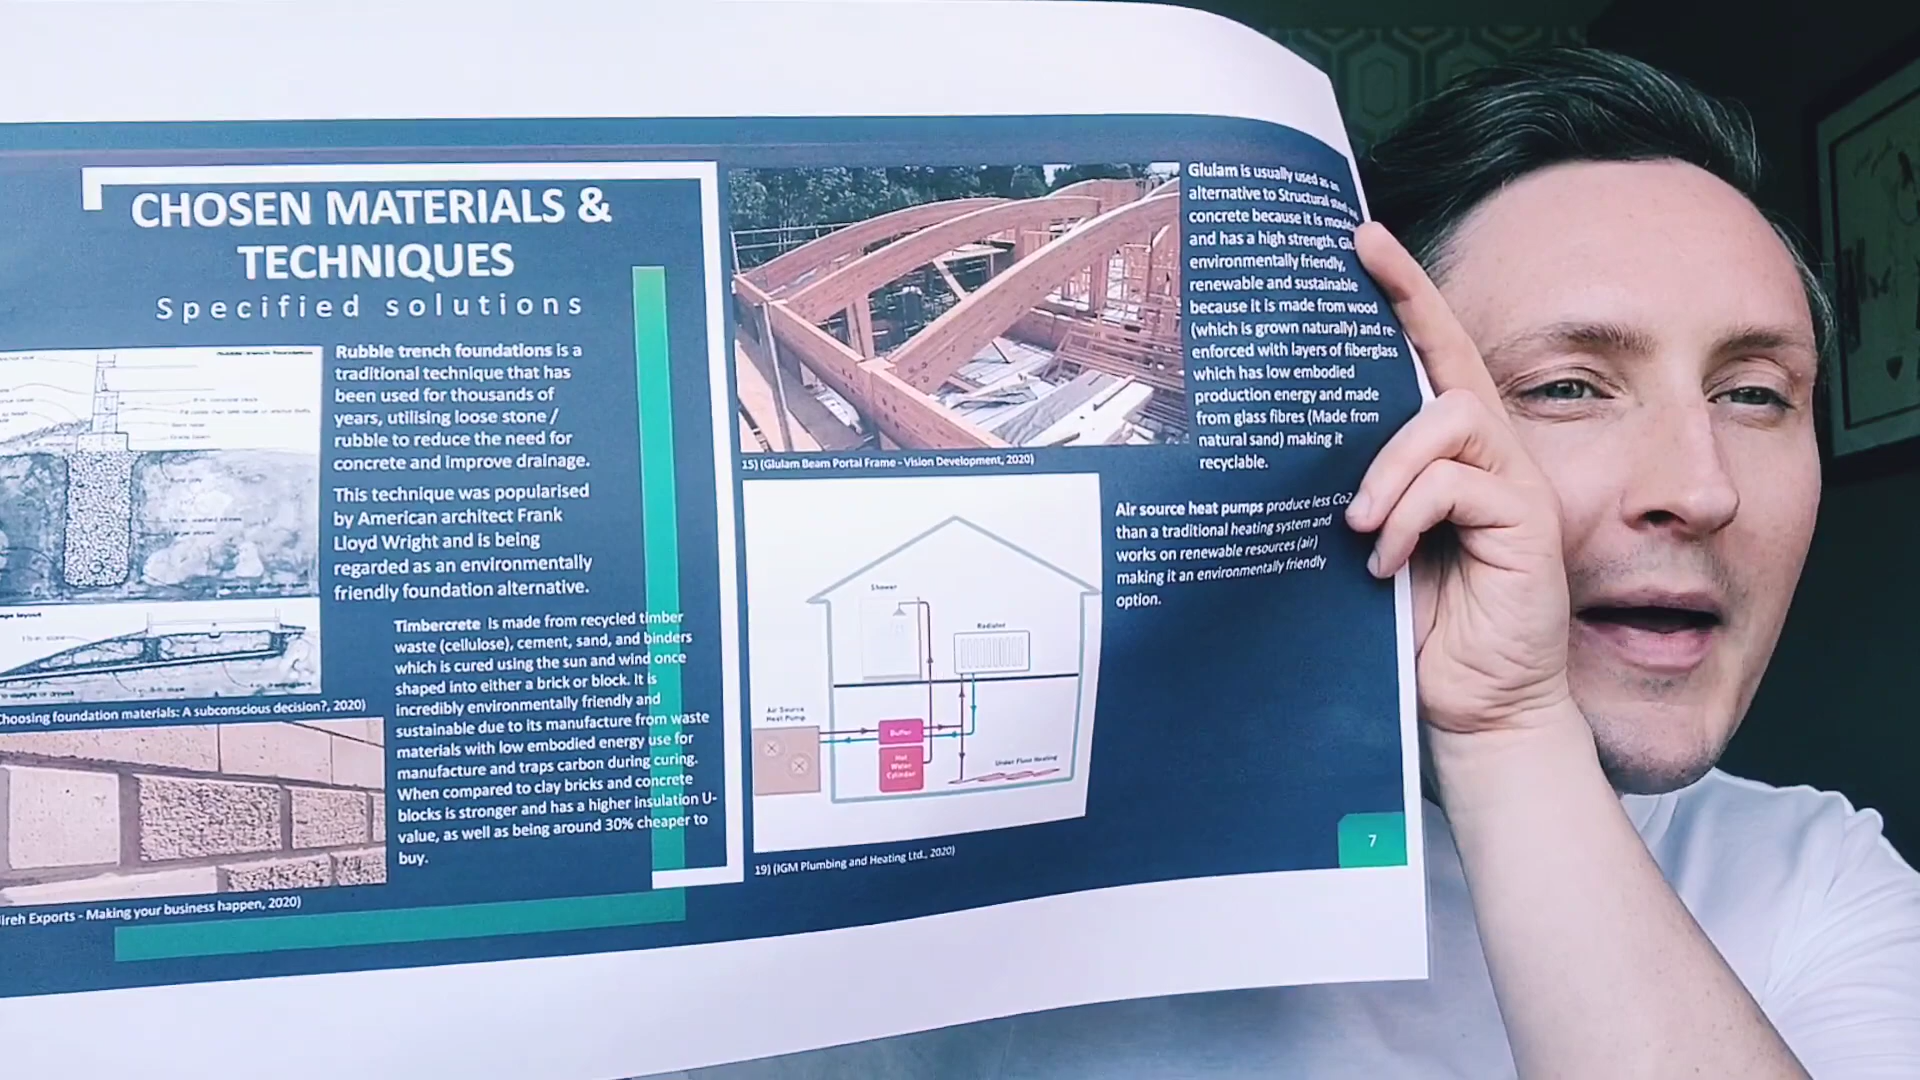 CHOSEN MATERIALS &
TECHNIQUES
Specified solutions
Rubble trench foundations is a
traditional technique that has
been used for thousands of
years, utilising loose stone /
rubble to reduce the need for
concrete and improve drainage.
This technique was popularised
by American architect Frank
Lloyd Wright and is being
regarded as an environmentally
friendly foundation alternative.
Choosing foundation materials: A subconscious decision?, 2020)
Timbercrete is made from recycled timber
waste (cellulose), cement, sand, and binders
which is cured using the sun and wind once
shaped into either a brick or block. It is
incredibly environmentally friendly and
sustainable due to its manufacture from waste
materials with low embodied energy use for
manufacture and traps carbon during curing.
When compared to clay bricks and concrete
blocks is stronger and has a higher insulation U-
value, as well as being around 30% cheaper to
buy.
Exports - Making your business happen, 2020)
15) (Glulam Beam Portal Frame - Vision Development, 2020)
Glulam is usually used as an
alternative to Structural
concrete because it is
and has a high strength.
environmentally friendly,
renewable and sustainable
because it is made from wood
(which is grown naturally) and re-
enforced with layers of fiberglass
which has low embodied
production energy and made
from glass fibres (Made from
natural sand) making it
recyclable.
Shower
Radiator
Air Source
Heat Pump
Buffer
Hot
Water
Cylinder
Under Floor Heating
19) (IGM Plumbing and Heating Ltd., 2020)
Air source heat pumps produce less Co2
than a traditional heating system and
works on renewable resources (air)
making it an environmentally friendly
option.
7